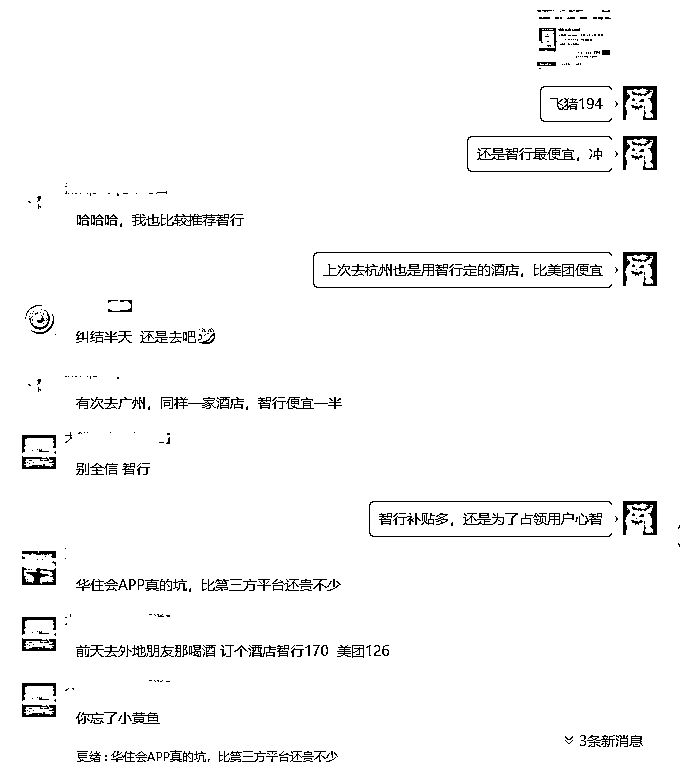 飞猪194
还是智行最便宜，冲
哈哈哈，我也比较推荐智行
上次去杭州也是用智行定的酒店，比美团便宜
纠结半天 还是去吧
有次去广州，同样一家酒店，智行便宜一半
别全信 智行
智行补贴多，还是为了占领用户心智
华住会APP真的坑，比第三方平台还贵不少
前天去外地朋友那喝酒 订个酒店智行170 美团126
你忘了小黄鱼
3条新消息
更绪：华住会APP真的坑，比第三方平台还贵不少